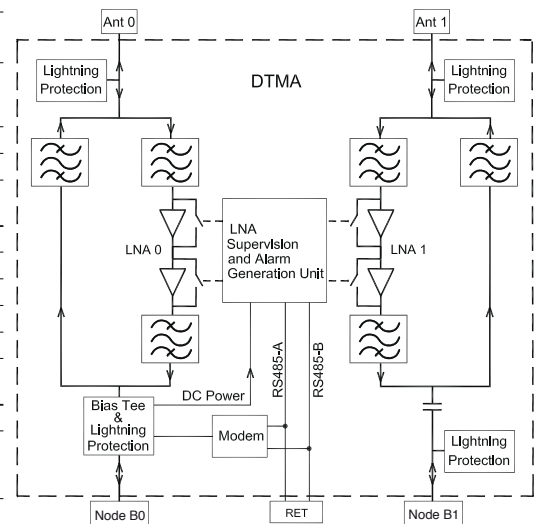 Ant 0
Ant 1
Lightning
Protection
DTMA
Lightning
Protection
LNA 0
LNA
Supervision
and Alarm
Generation Unit
LNA 1
DC Power
RS485-A
RS485-B
Bias Tee
&
Lightning
Protection
Modem
Lightning
Protection
Node B0
RET
Node B1